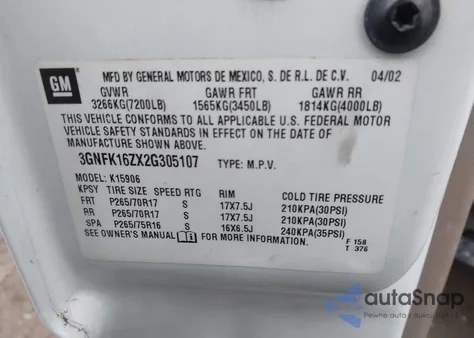 GM
MFD BY GENERAL MOTORS DE MEXICO, S. DE R.L. DE C.V. 04/02
GVWR GAWR FRT GAWR RR
3266KG(7200LB) 1565KG(3450LB) 1814KG(4000LB)
THIS VEHICLE CONFORMS TO ALL APPLICABLE U.S. FEDERAL MOTOR
VEHICLE SAFETY STANDARDS IN EFFECT ON THE DATE OF
MANUFACTURE SHOWN ABOVE.
3GNFK16ZX2G305107 TYPE: M.P.V.
MODEL: K15906
KPSY TIRE SIZE SPEED RTG RIM COLD TIRE PRESSURE
FRT P265/70R17 S 17X7.5J 210KPA(30PSI)
RR P265/70R17 S 17X7.5J 210KPA(30PSI)
SPA P265/75R16 S 16X6.5J 240KPA(35PSI)
SEE OWNER'S MANUAL FOR MORE INFORMATION. F 158
T 376
autoSnap
Pewne auta z aukcji w USA